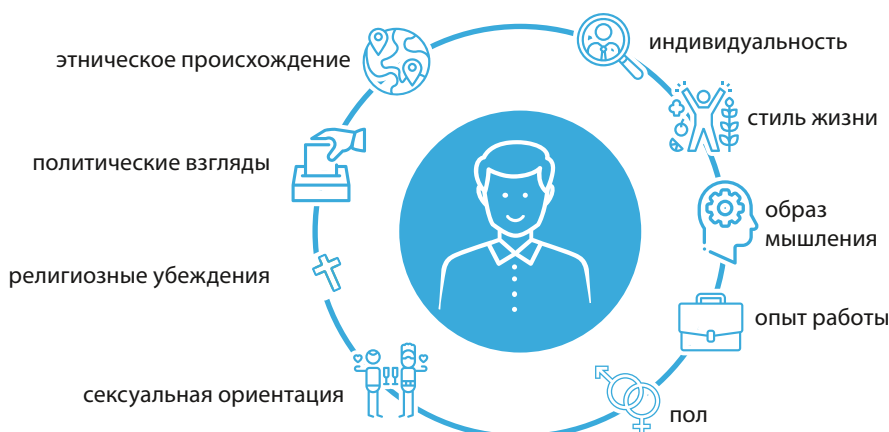 этническое происхождение
индивидуальность
стиль жизни
политические взгляды
образ
мышления
религиозные убеждения
опыт работы
сексуальная ориентация
пол